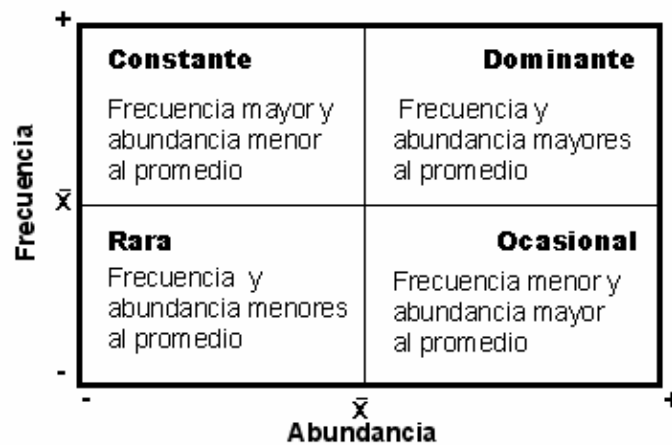 +
Constante
Frecuencia mayor y
abundancia menor
al promedio
Dominante
Frecuencia y
abundancia mayores
al promedio
Frecuencia
x̄
Rara
Frecuencia y
abundancia menores
al promedio
Ocasional
Frecuencia menor y
abundancia mayor
al promedio
-
-
x̄
+
Abundancia